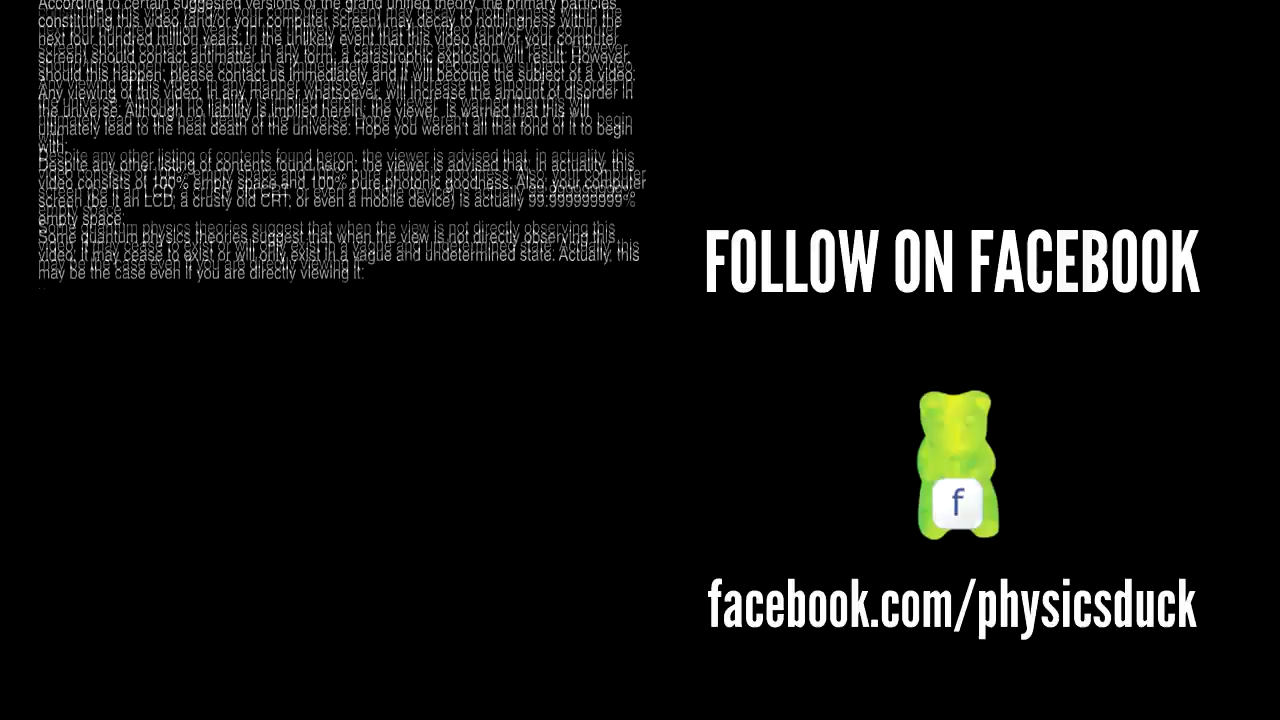 According to certain suggested versions of the grand unified theory, the primary particles
constituting this video (and/or your computer screen) may decay to nothingness within the
next four hundred million years. In the unlikely event that this video (and/or your computer
screen) should contact antimatter in any form, a catastrophic explosion will result. However,
should this happen; please contact us immediately and it will become the subject of a video.
Any viewing of this video, in any manner whatsoever, will increase the amount of disorder in
the universe. Although no liability is implied herein, the viewer is warned that this will
ultimately lead to the heat death of the universe. Hope you weren't all that fond of it to begin
with.
Despite any other listing of contents found heron, the viewer is advised that, in actuality, this
video consists of 100% empty space and 100% pure photonic goodness. Also, your computer
screen (be it an LCD, a crusty old CRT, or even a mobile device) is actually 99.999999999%
empty space.
Some quantum physics theories suggest that when the view is not directly observing this
video, it may cease to exist or will only exist in a vague and undetermined state. Actually, this
may be the case even if you are directly viewing it.
FOLLOW ON FACEBOOK
f
facebook.com/physicsduck